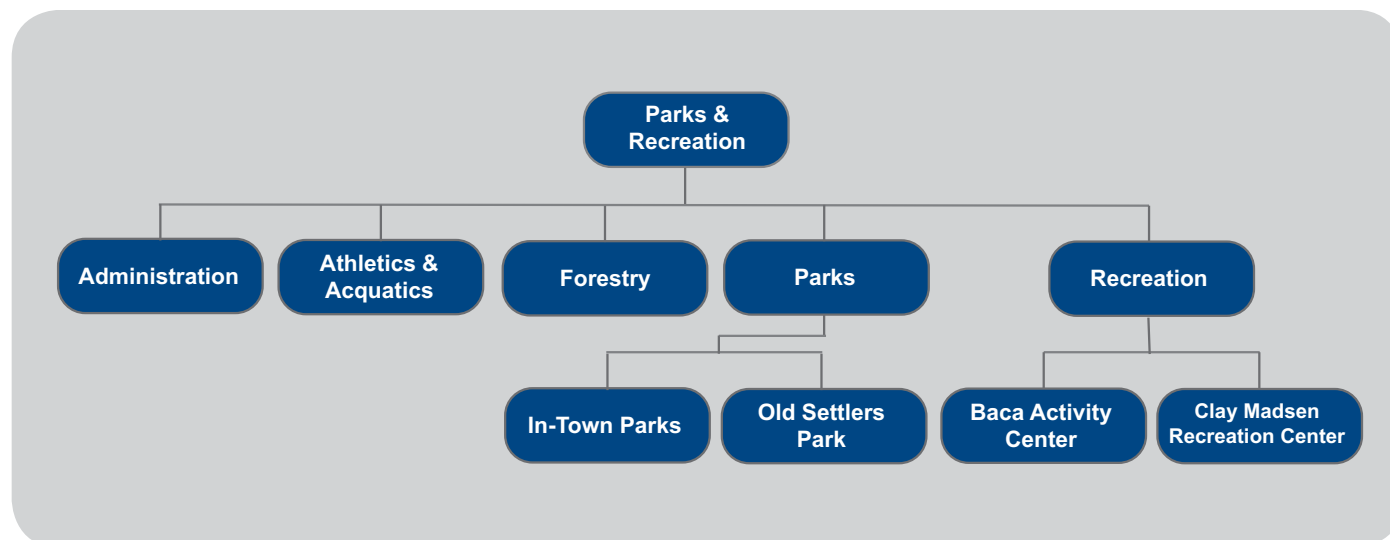 Parks &
Recreation
Administration
Athletics &
Acquatics
Forestry
Parks
Recreation
In-Town Parks
Old Settlers
Park
Baca Activity
Center
Clay Madsen
Recreation Center